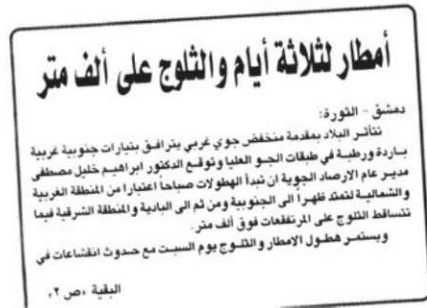 أمطار لثلاثة أيام والثلوج على ألف متر
دمشق - الثورة:
تتأثر البلاد بمقدمة منخفض جوي غربي يترافق بتيارات جنوبية غربية
باردة ورطبة في طبقات الجو العليا وتوقع الدكتور ابراهيم خليل مصطفى
مدير عام الارصاد الجوية ان تبدأ الهطولات صباحاً اعتبارا من المنطقة الغربية
والشمالية لتمتد ظهراً الى الجنوبية ومن ثم الى البادية والمنطقة الشرقية فيما
تتساقط الثلوج على المرتفعات فوق ألف متر.
ويستمر هطول الامطار والثلوج يوم السبت مع حدوث انقشاعات في
البقية «ص ٢»